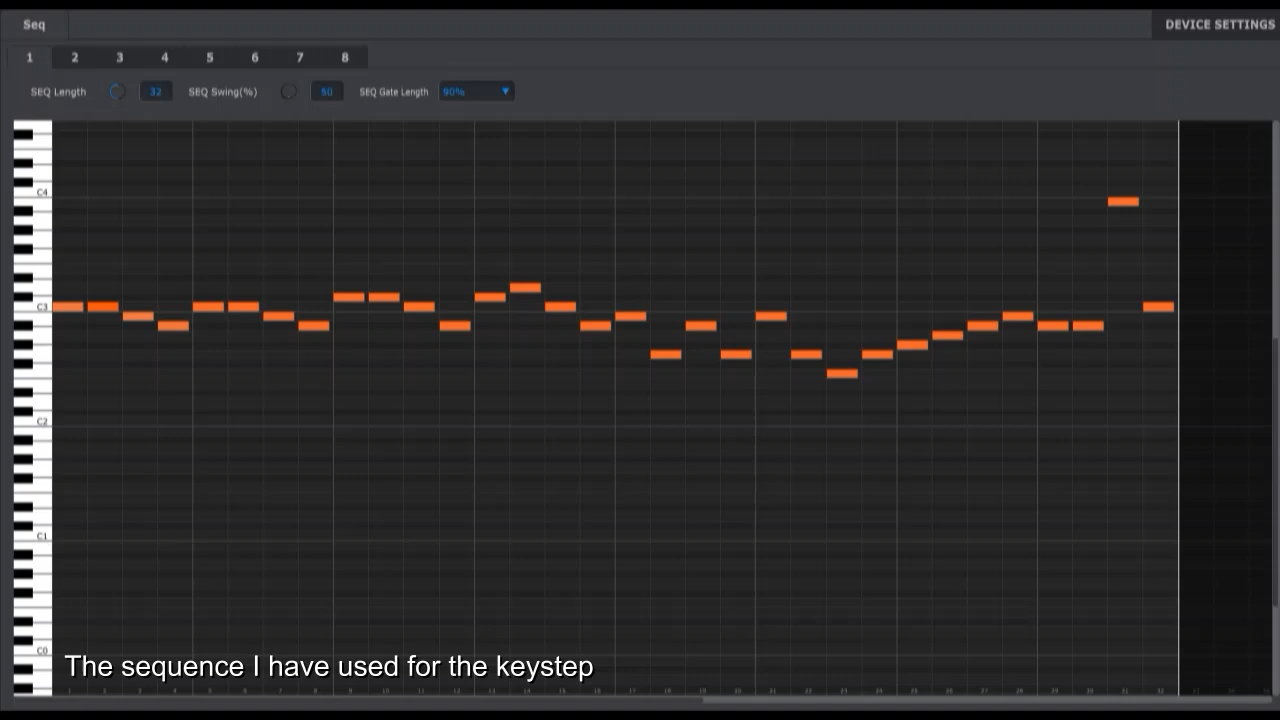 Seq
DEVICE SETTINGS
1 2 3 4 5 6 7 8
SEQ Length 32 SEQ Swing(%) 50 SEQ Gate Length 90%
C4
C3
C2
C1
C0
The sequence I have used for the keystep